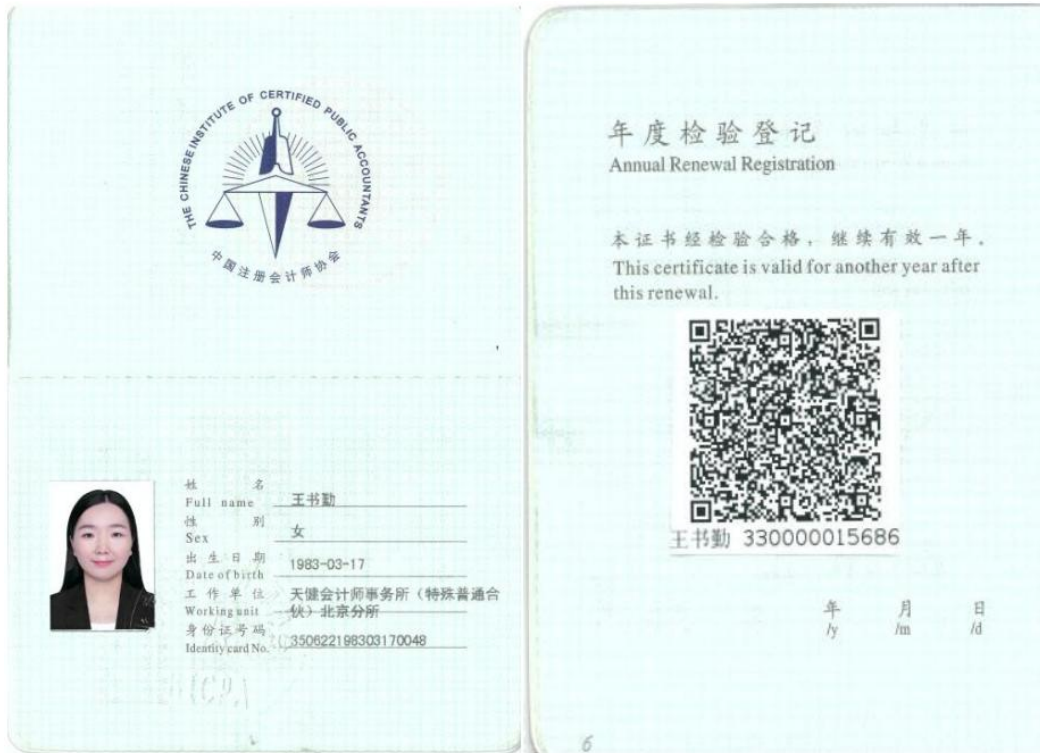 THE CHINESE INSTITUTE OF CERTIFIED PUBLIC ACCOUNTANTS
中国注册会计师协会
姓 名
Full name
王书勤
性 别
Sex
女
出生日期
Date of birth
1983-03-17
工作单位
Working unit
天健会计师事务所（特殊普通合
伙）北京分所
身份证号码
Identity card No.
350622198303170048
年度检验登记
Annual Renewal Registration
本证书经检验合格，继续有效一年。
This certificate is valid for another year after
this renewal.
王书勤 330000015686
年 月 日
/y /m /d
6